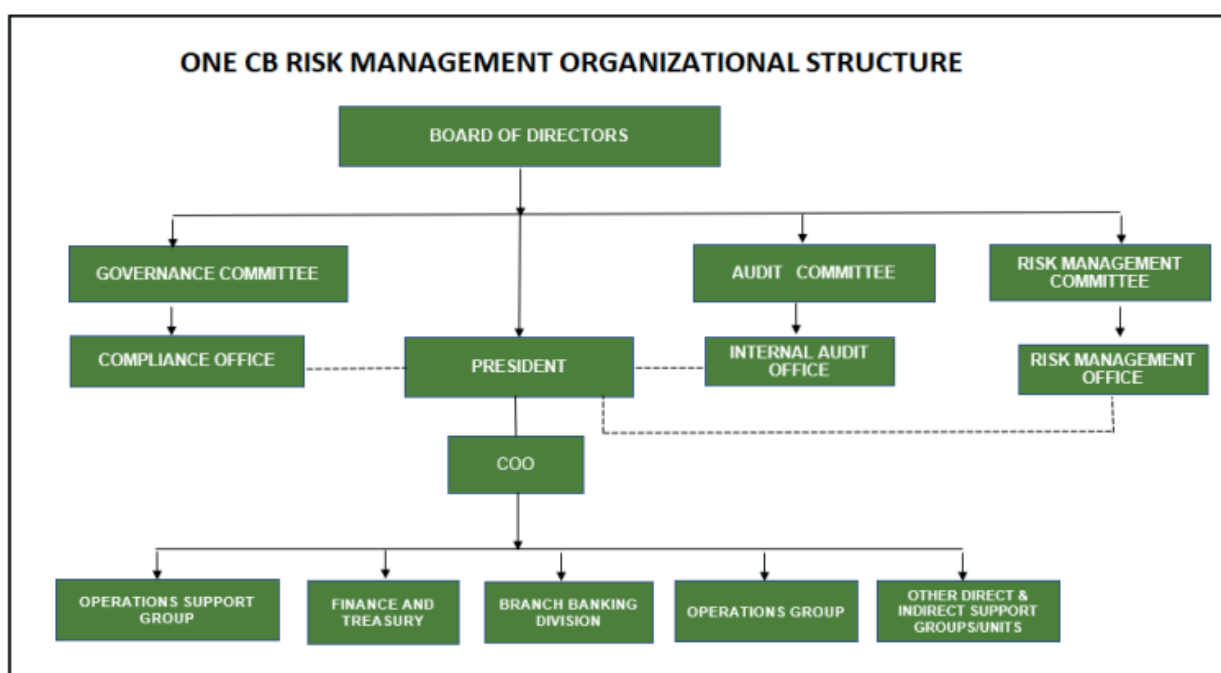 ONE CB RISK MANAGEMENT ORGANIZATIONAL STRUCTURE
BOARD OF DIRECTORS
GOVERNANCE COMMITTEE
AUDIT COMMITTEE
RISK MANAGEMENT
COMMITTEE
COMPLIANCE OFFICE
PRESIDENT
INTERNAL AUDIT
OFFICE
RISK MANAGEMENT
OFFICE
COO
OPERATIONS SUPPORT
GROUP
FINANCE AND
TREASURY
BRANCH BANKING
DIVISION
OPERATIONS GROUP
OTHER DIRECT &
INDIRECT SUPPORT
GROUPS/UNITS